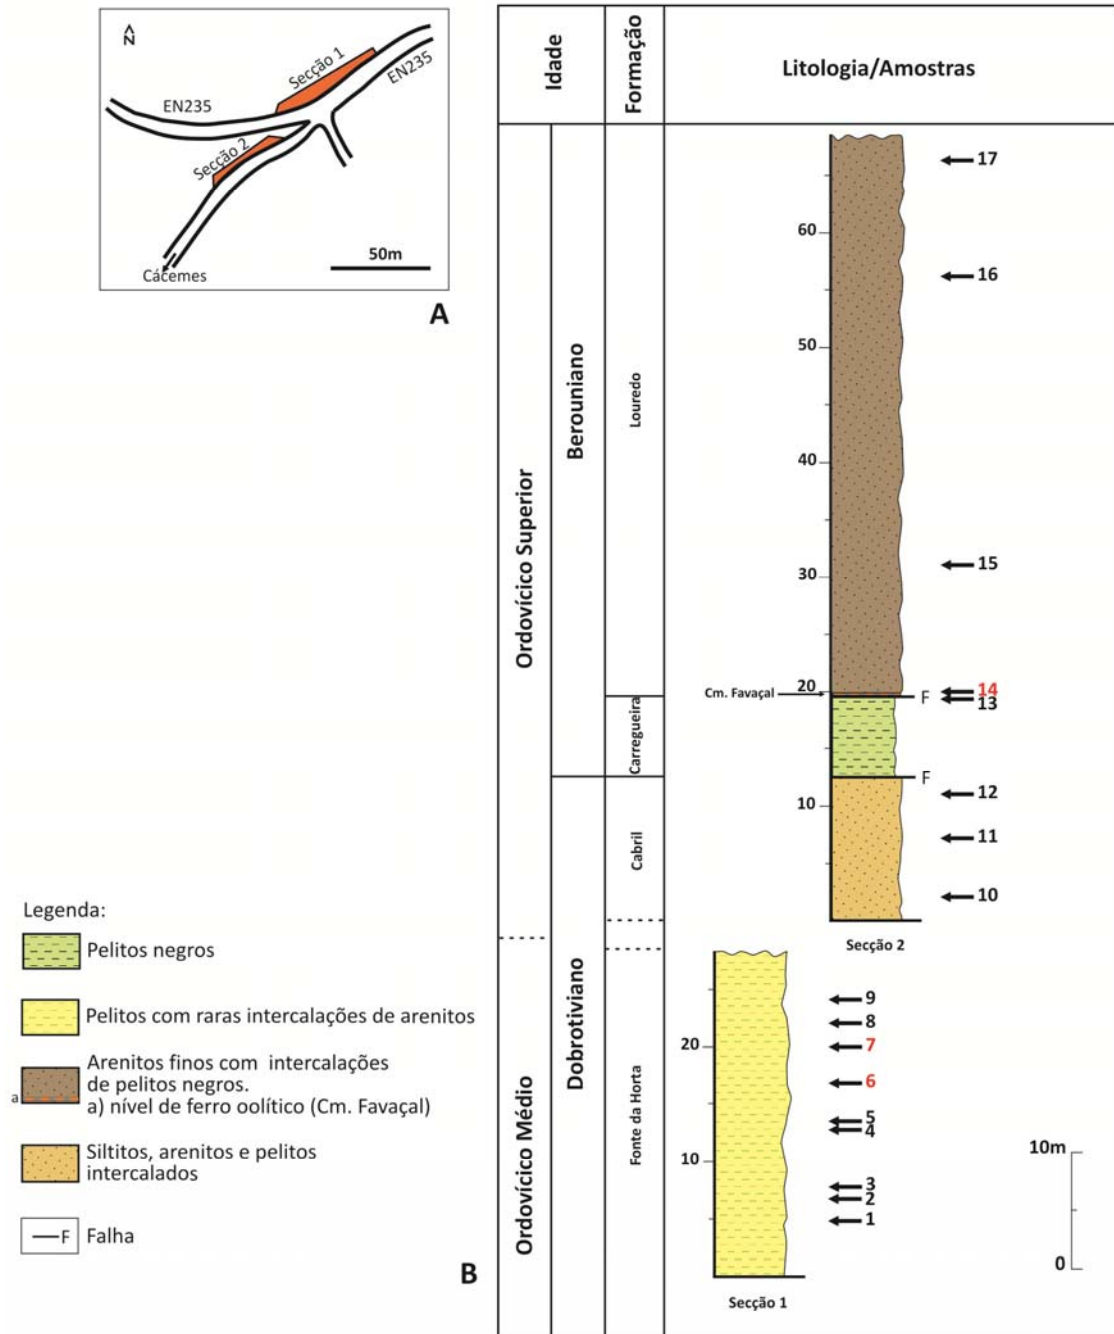 N
Secção 1
EN235
EN235
Secção 2
50m
Cácemes
A
Idade
Formação
Litologia/Amostras
Ordovícico Superior
Ordovícico Médio
Berouniano
Dobrotiviano
Louredo
Carregueira
Cabril
Fonte da Horta
Cm. Favaçal
60
50
40
30
20
10
F
F
17
16
15
14
13
12
11
10
Secção 2
20
10
9
8
7
6
5
4
3
2
1
Secção 1
10m
0
Legenda:
Pelitos negros
Pelitos com raras intercalações de arenitos
Arenitos finos com intercalações
de pelitos negros.
a
a) nível de ferro oolítico (Cm. Favaçal)
Siltitos, arenitos e pelitos
intercalados
F
Falha
B